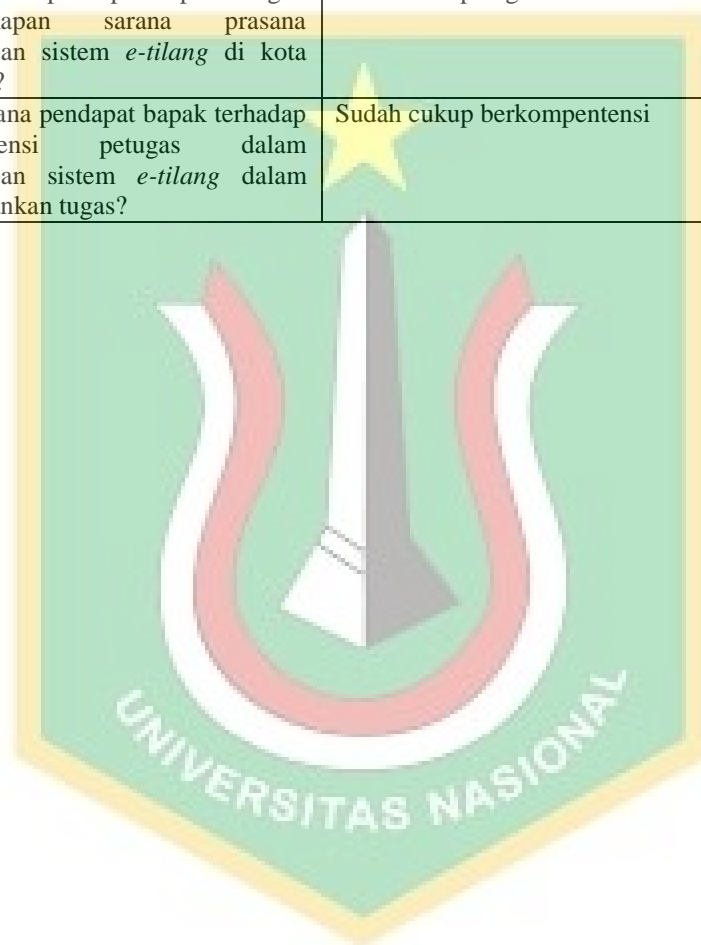 apan sarana prasana
an sistem e-tilang di kota
?
ana pendapat bapak terhadap
ensi petugas dalam
an sistem e-tilang dalam
nkan tugas?
Sudah cukup berkompentensi
UNIVERSITAS NASIONAL